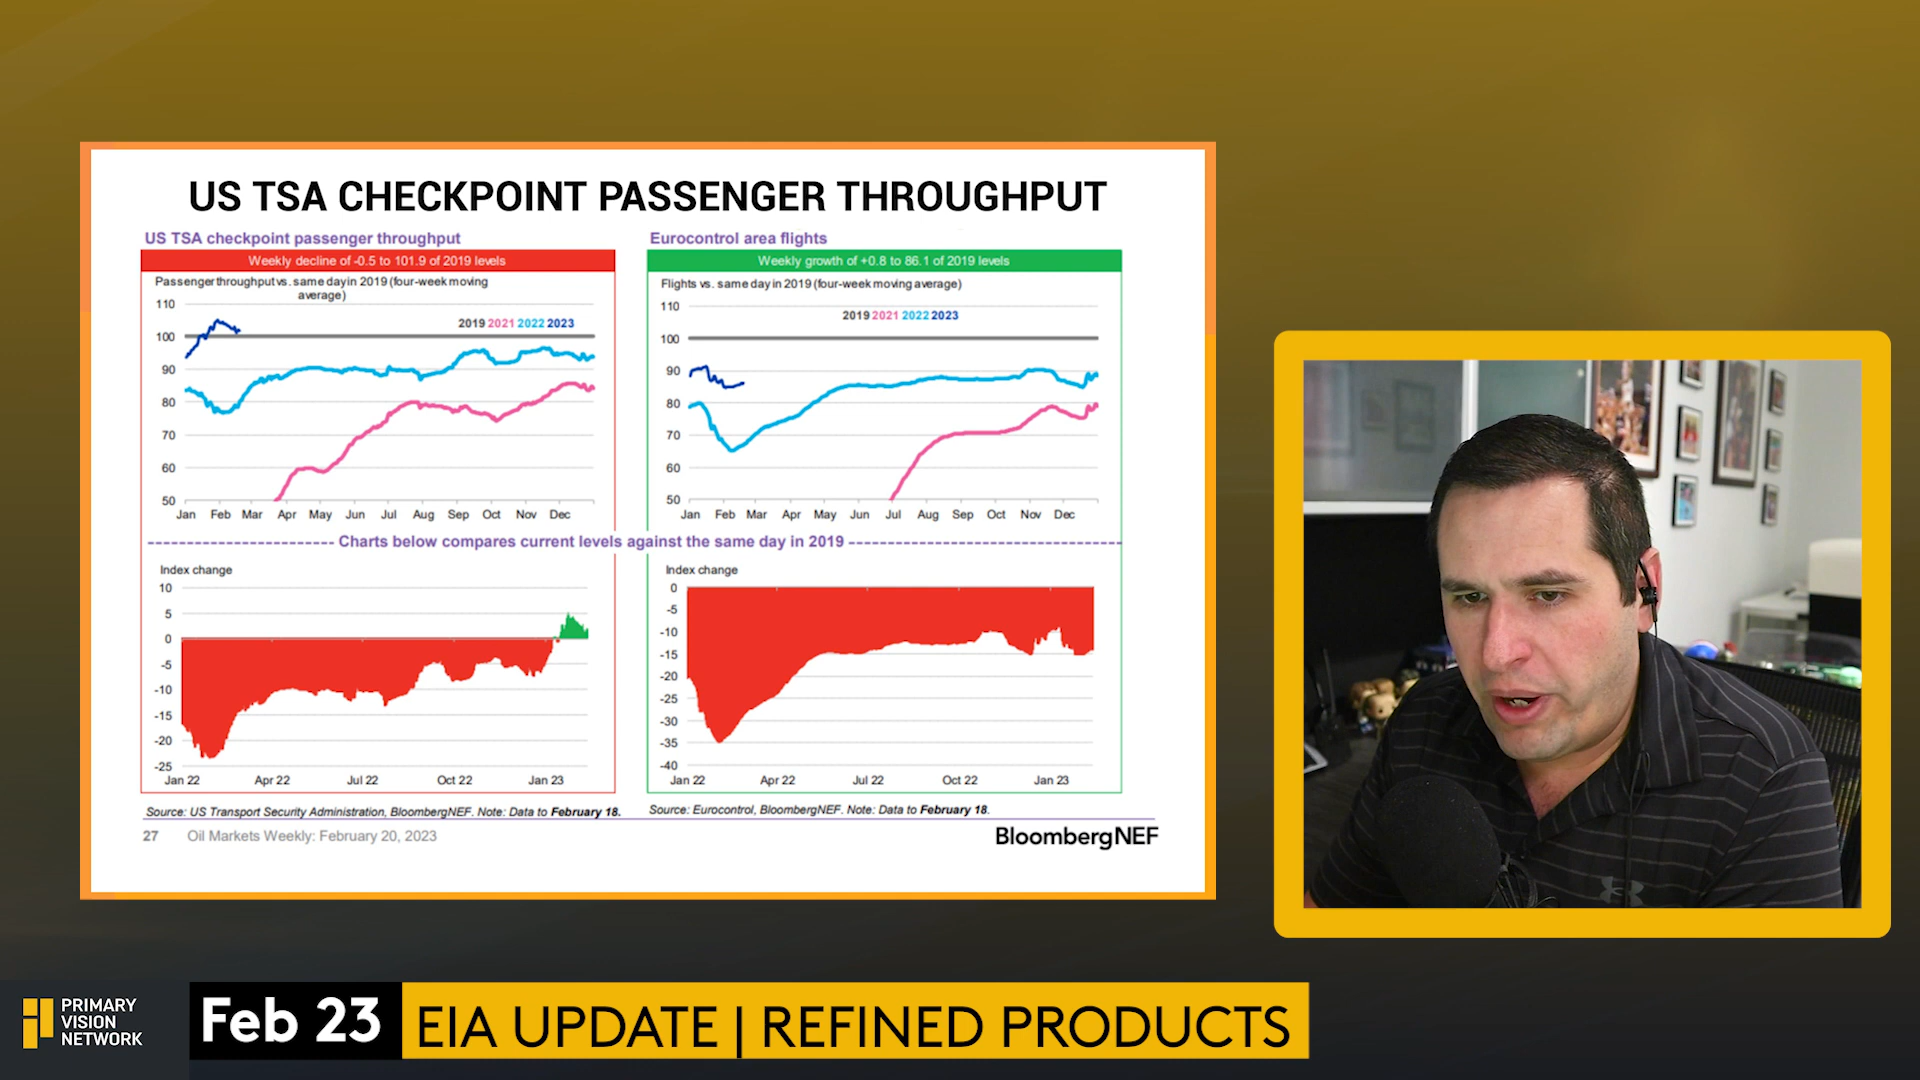 US TSA CHECKPOINT PASSENGER THROUGHPUT
US TSA checkpoint passenger throughput
Weekly decline of -0.5 to 101.9 of 2019 levels
Passenger throughput vs. same day in 2019 (four-week moving
average)
110
2019 2021 2022 2023
100
90
80
70
60
50
Jan Feb Mar Apr May Jun Jul Aug Sep Oct Nov Dec
Eurocontrol area flights
Weekly growth of +0.8 to 86.1 of 2019 levels
Flights vs. same day in 2019 (four-week moving average)
110
2019 2021 2022 2023
100
90
80
70
60
50
Jan Feb Mar Apr May Jun Jul Aug Sep Oct Nov Dec
Charts below compares current levels against the same day in 2019
Index change
10
5
0
-5
-10
-15
-20
-25
Jan 22 Apr 22 Jul 22 Oct 22 Jan 23
Source: US Transport Security Administration, BloombergNEF. Note: Data to February 18.
Index change
0
-5
-10
-15
-20
-25
-30
-35
-40
Jan 22 Apr 22 Jul 22 Oct 22 Jan 23
Source: Eurocontrol, BloombergNEF. Note: Data to February 18.
27 Oil Markets Weekly: February 20, 2023
BloombergNEF
PRIMARY
VISION
NETWORK
Feb 23
EIA UPDATE | REFINED PRODUCTS